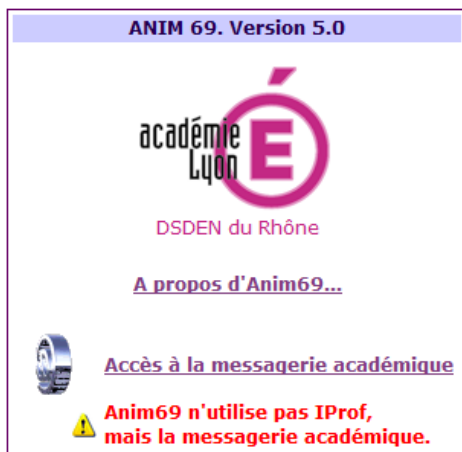 ANIM 69. Version 5.0
académie
Lyon
É
DSDEN du Rhône
A propos d'Anim69...
Accès à la messagerie académique
Anim69 n'utilise pas IProf,
mais la messagerie académique.